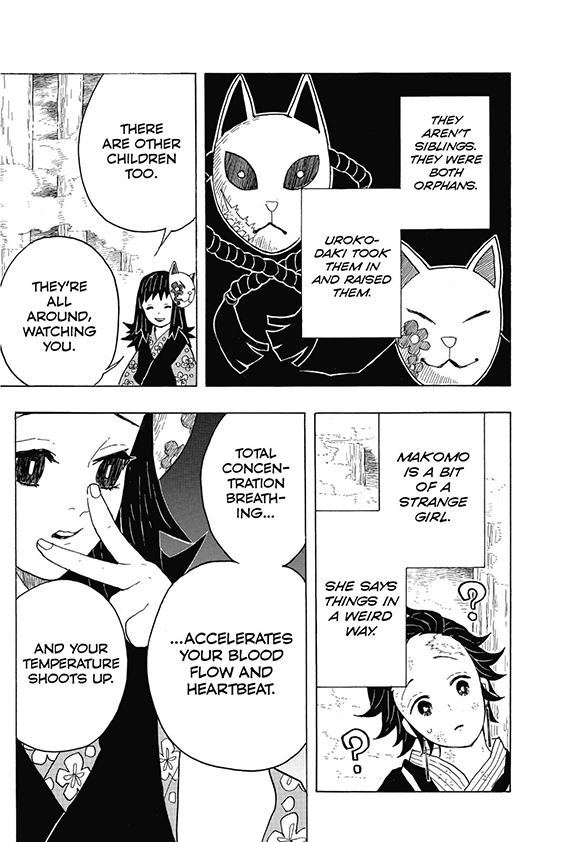 THEY
AREN'T
SIBLINGS.
THEY WERE
BOTH
ORPHANS.
UROKO-
DAKI TOOK
THEM IN
AND RAISED
THEM.
THERE
ARE OTHER
CHILDREN
TOO.
THEY'RE
ALL
AROUND,
WATCHING
YOU.
MAKOMO
IS A BIT
OF A
STRANGE
GIRL.
SHE SAYS
THINGS IN
A WEIRD
WAY.
?
?
TOTAL
CONCEN-
TRATION
BREATH-
ING...
...ACCELERATES
YOUR BLOOD
FLOW AND
HEARTBEAT.
AND YOUR
TEMPERATURE
SHOOTS UP.